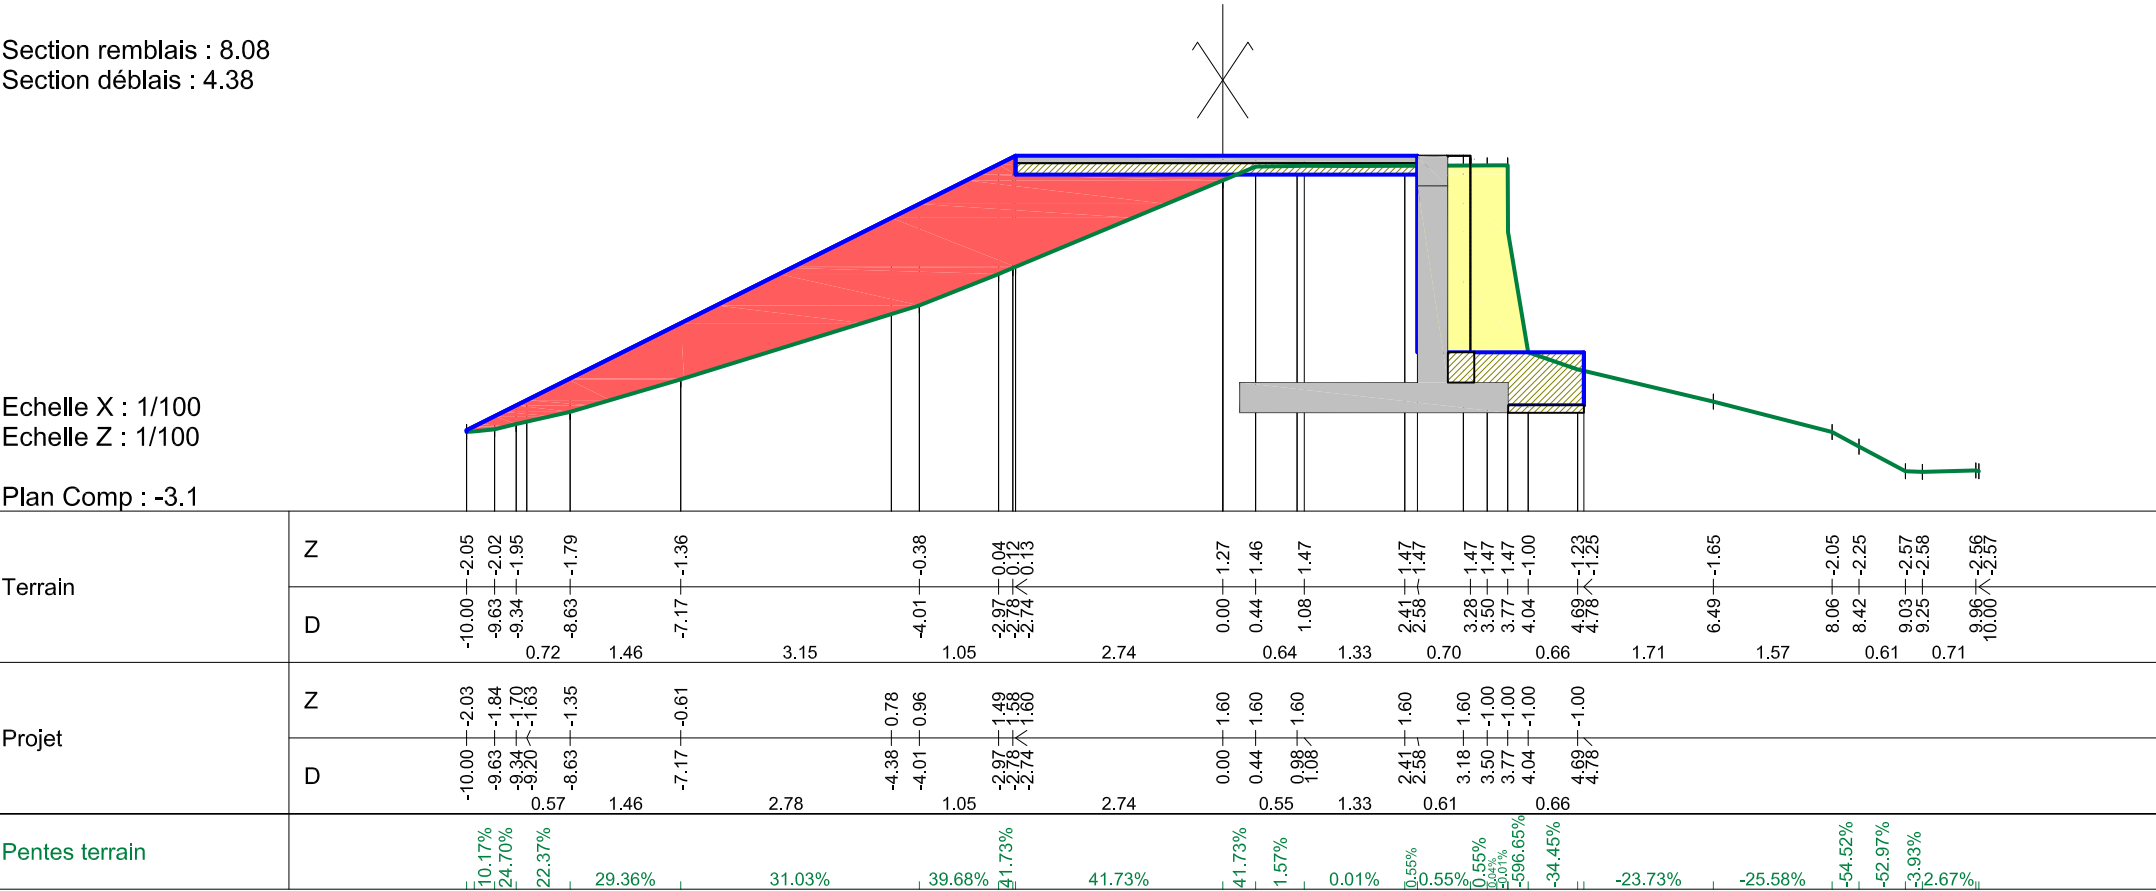 Section remblais : 8.08
Section déblais : 4.38
Echelle X : 1/100
Echelle Z : 1/100
Plan Comp : -3.1
Terrain
Z -2.05 -2.02 -1.95 -1.79 -1.36 -0.38 0.04 0.12 0.13 1.27 1.46 1.47 1.47 1.47 1.47 1.47 1.47 -1.00 -1.23 -1.25 -1.65 -2.05 -2.25 -2.57 -2.58 -2.56 -2.57
D -10.00 -9.63 -9.34 -8.63 -7.17 -4.01 -2.97 -2.78 -2.74 0.00 0.44 1.08 2.41 2.58 3.28 3.50 3.77 4.04 4.69 4.78 6.49 8.06 8.42 9.03 9.25 9.96 10.00
0.72 1.46 3.15 1.05 2.74 0.64 1.33 0.70 0.66 1.71 1.57 0.61 0.71
Projet
Z -2.03 -1.84 -1.70 -1.63 -1.35 -0.61 0.78 0.96 1.49 1.58 1.60 1.60 1.60 1.60 1.60 1.60 -1.00 -1.00 -1.00 -1.00
D -10.00 -9.63 -9.34 -9.20 -8.63 -7.17 -4.38 -4.01 -2.97 -2.78 -2.74 0.00 0.44 0.98 1.08 2.41 2.58 3.18 3.50 3.77 4.04 4.69 4.78
0.57 1.46 2.78 1.05 2.74 0.55 1.33 0.61 0.66
Pentes terrain
10.17% 24.70% 22.37% 29.36% 31.03% 39.68% 41.73% 41.73% 41.73% 1.57% 0.01% 0.55% 0.55% 0.55% 0.04% -0.01% -596.65% -34.45% -23.73% -25.58% -54.52% -52.97% -3.93% 2.67%